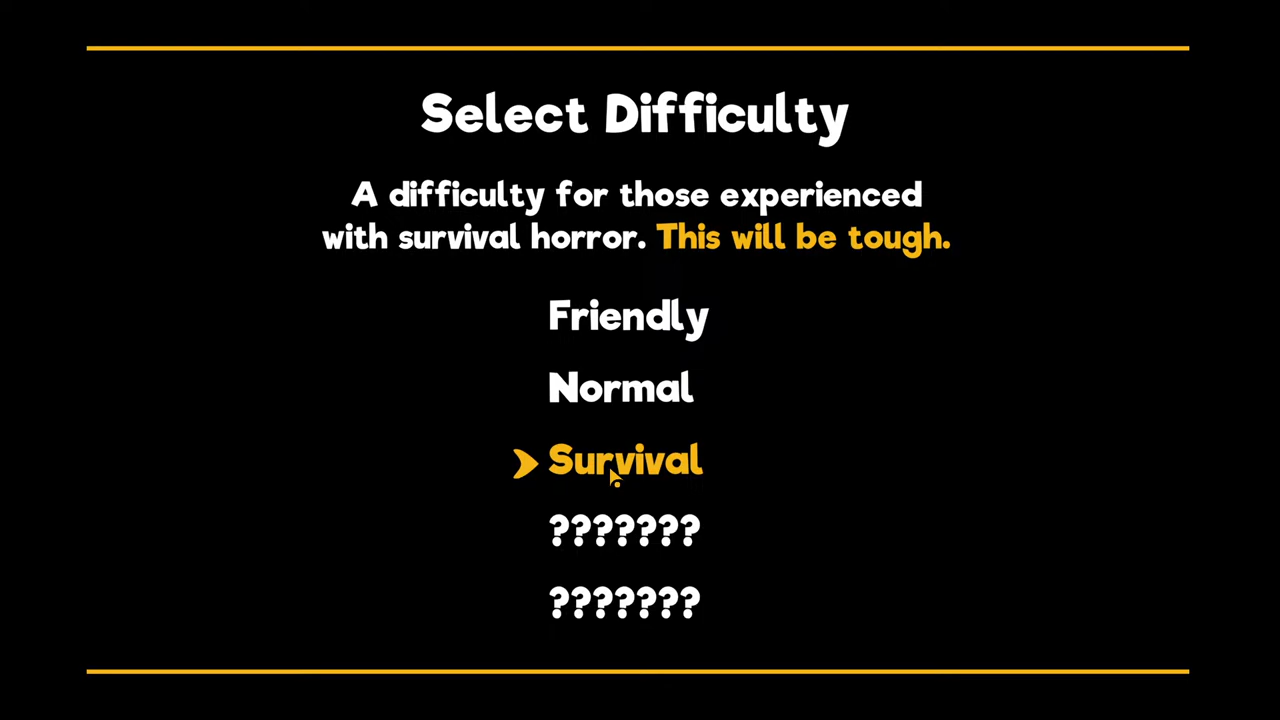 Select Difficulty
A difficulty for those experienced
with survival horror. This will be tough.
Friendly
Normal
Survival
???????
???????